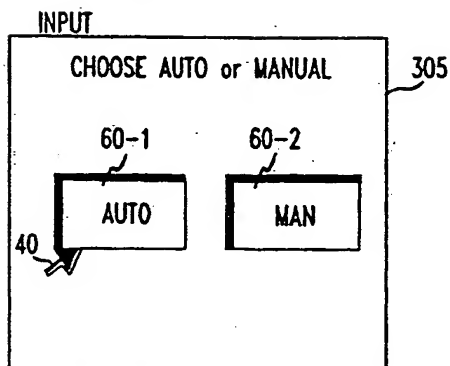 INPUT
CHOOSE AUTO or MANUAL 305
60-1 60-2
AUTO MAN
40